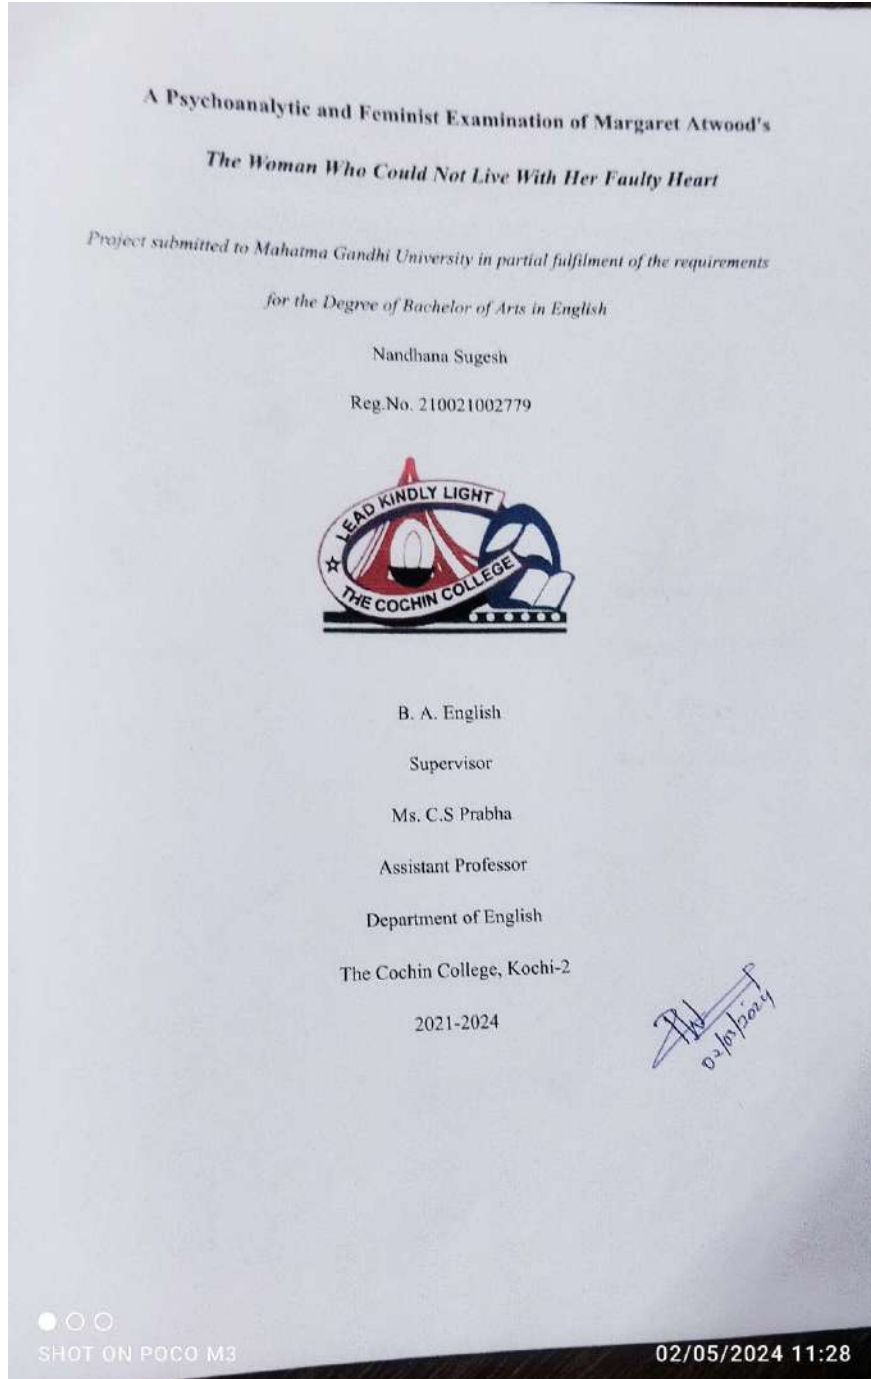 A Psychoanalytic and Feminist Examination of Margaret Atwood's
The Woman Who Could Not Live With Her Faulty Heart
Project submitted to Mahatma Gandhi University in partial fulfilment of the requirements
for the Degree of Bachelor of Arts in English
Nandhana Sugesh
Reg.No. 210021002779
LEAD KINDLY LIGHT
THE COCHIN COLLEGE
B. A. English
Supervisor
Ms. C.S Prabha
Assistant Professor
Department of English
The Cochin College, Kochi-2
2021-2024
02/05/2024
SHOT ON POCO M3
02/05/2024 11:28